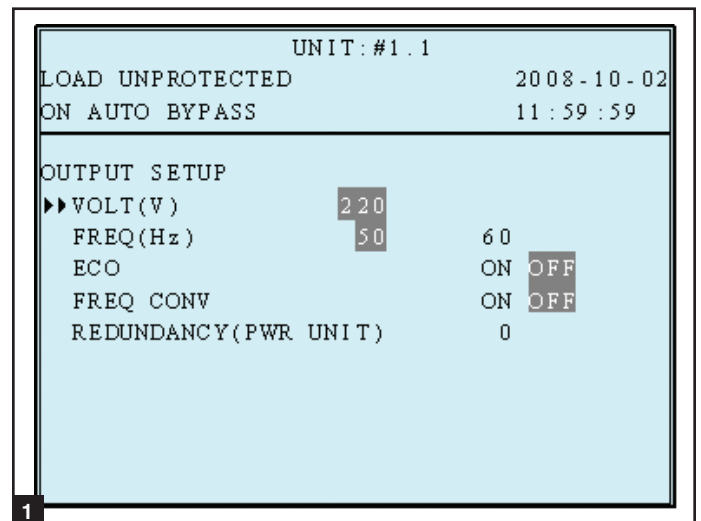 UNIT:#1.1
LOAD UNPROTECTED 2008-10-02
ON AUTO BYPASS 11:59:59
OUTPUT SETUP
VOLT(V) 220
FREQ(Hz) 50 60
ECO ON OFF
FREQ CONV ON OFF
REDUNDANCY(PWR UNIT) 0
1